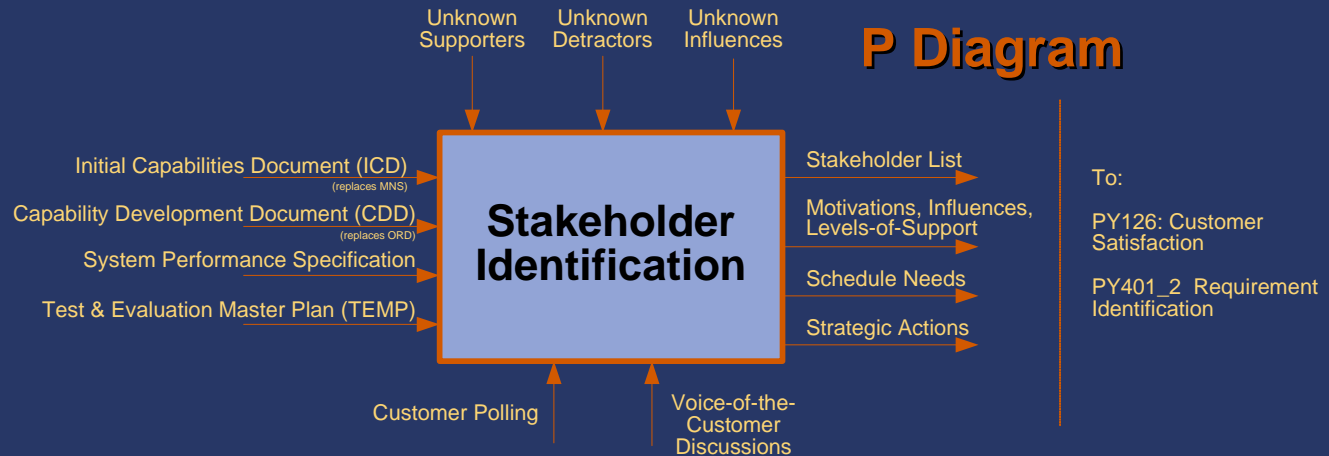 P Diagram
Unknown
Supporters
Unknown
Detractors
Unknown
Influences
Initial Capabilities Document (ICD)
(replaces MNS)
Capability Development Document (CDD)
(replaces ORD)
System Performance Specification
Test & Evaluation Master Plan (TEMP)
Stakeholder
Identification
Stakeholder List
Motivations, Influences,
Levels-of-Support
Schedule Needs
Strategic Actions
To:
PY126: Customer
Satisfaction
PY401_2 Requirement
Identification
Customer Polling
Voice-of-the-
Customer
Discussions